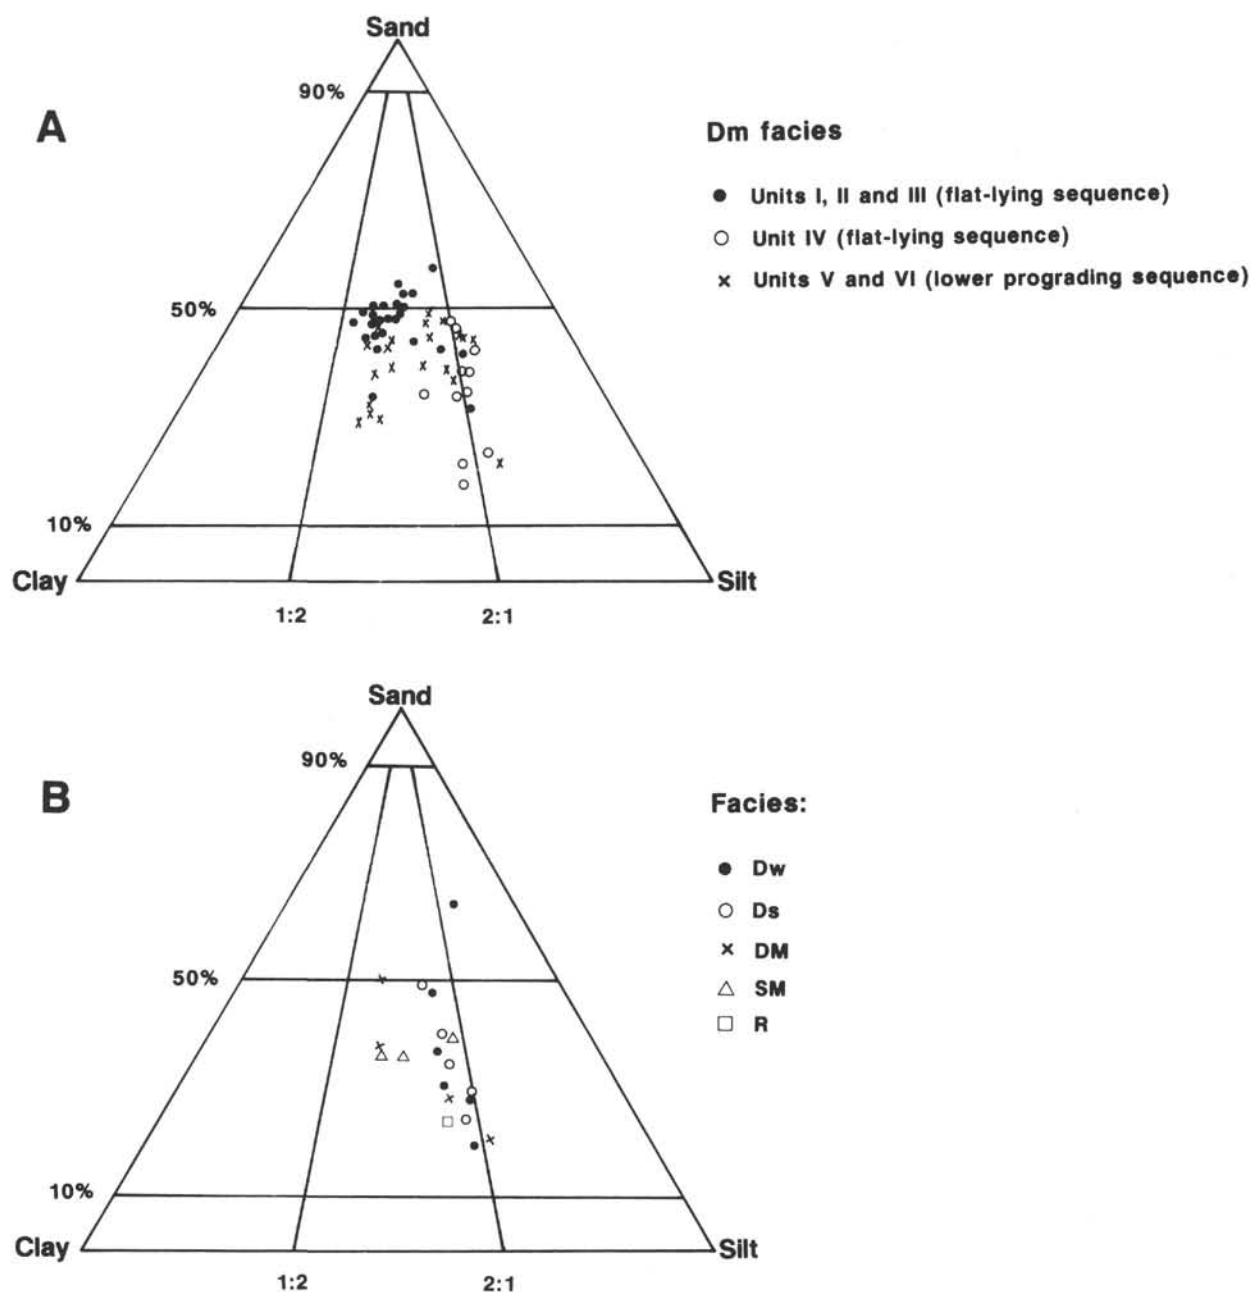 Sand
90%
A
50%
10%
Clay
Silt
1:2
2:1
Dm facies
Units I, II and III (flat-lying sequence)
Unit IV (flat-lying sequence)
Units V and VI (lower prograding sequence)
Sand
90%
B
50%
10%
Clay
Silt
1:2
2:1
Facies:
Dw
Ds
DM
SM
R